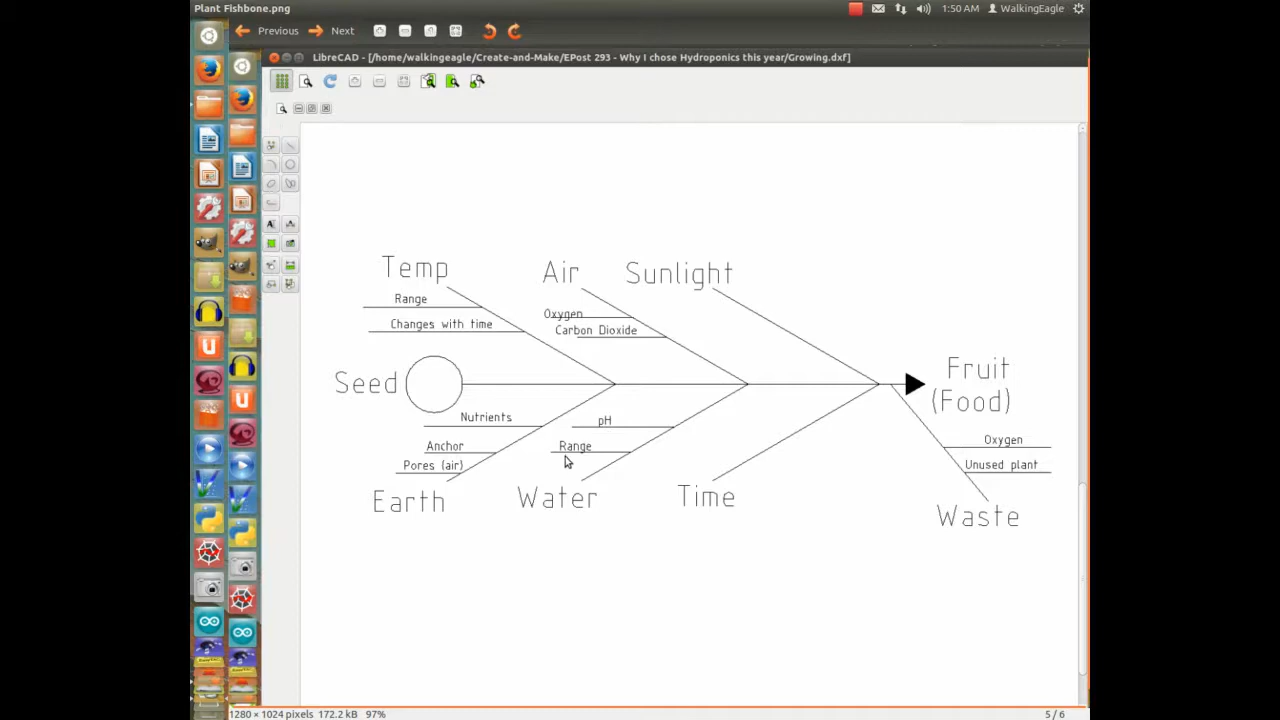 Plant Fishbone.png
1:50 AM
WalkingEagle
Previous
Next
LibreCAD - [/home/walkingeagle/Create-and-Make/EPost 293 - Why I chose Hydroponics this year/Growing.dxf]
Temp
Air
Sunlight
Range
Changes with time
Oxygen
Carbon Dioxide
Seed
Fruit
(Food)
Nutrients
Anchor
Pores (air)
Earth
pH
Range
Water
Time
Oxygen
Unused plant
Waste
1280 × 1024 pixels 172.2 kB 97%
5 / 6